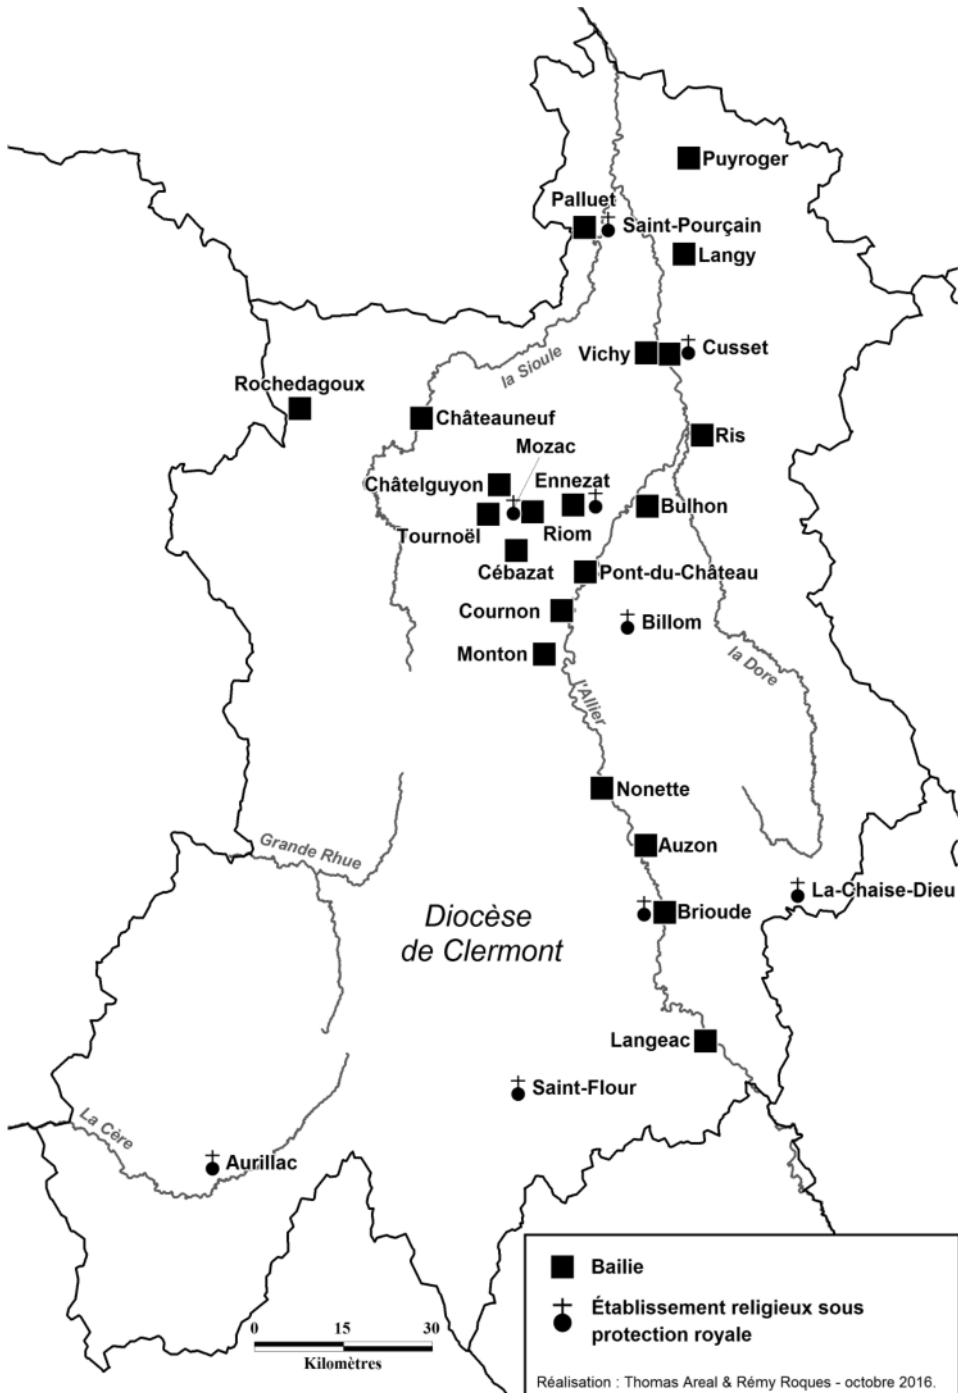 Puyroger
Palluet
Saint-Pourçain
Langy
la Sioule
Vichy
Cusset
Rochedagoux
Châteauneuf
Ris
Mozac
Châtelguyon
Ennezat
Bulhon
Tournoël
Riom
Cébazat
Pont-du-Château
Cournon
Billom
Monton
la Dore
l'Allier
Nonette
Auzon
Grande Rhue
La-Chaise-Dieu
Brioude
Diocèse
de Clermont
Langeac
Saint-Flour
La Cère
Aurillac
Bailie
Établissement religieux sous
protection royale
0 15 30
Kilomètres
Réalisation : Thomas Areal & Rémy Roques - octobre 2016.